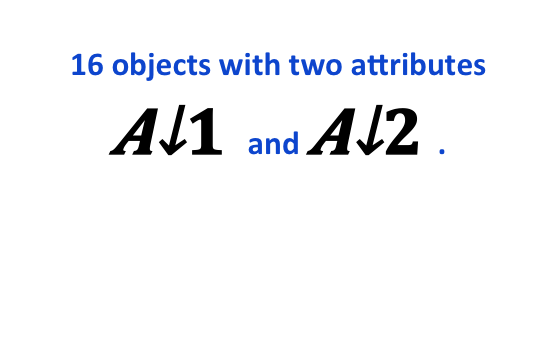 16 objects with two attributes
A↓1 and A↓2 .